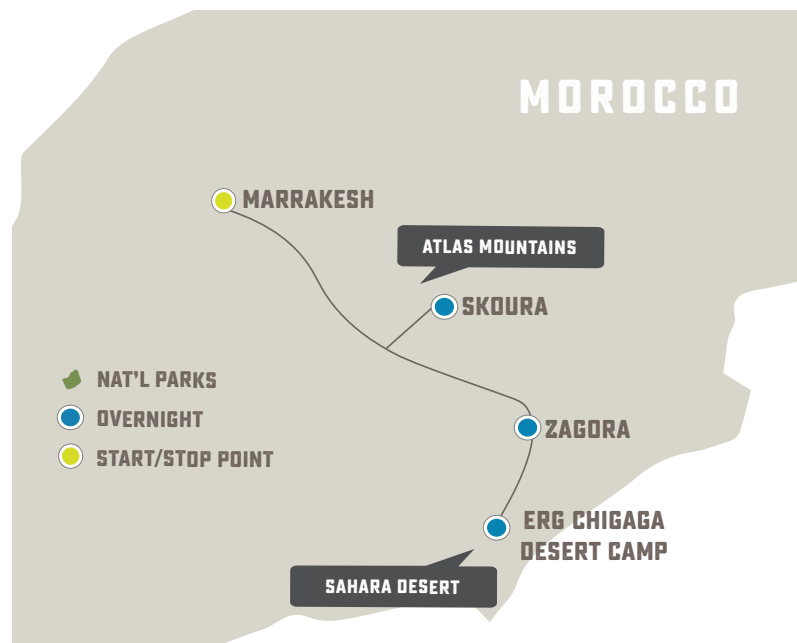 MOROCCO
MARRAKESH
ATLAS MOUNTAINS
SKOURA
NAT'L PARKS
OVERNIGHT
START/STOP POINT
ZAGORA
ERG CHIGAGA
DESERT CAMP
SAHARA DESERT